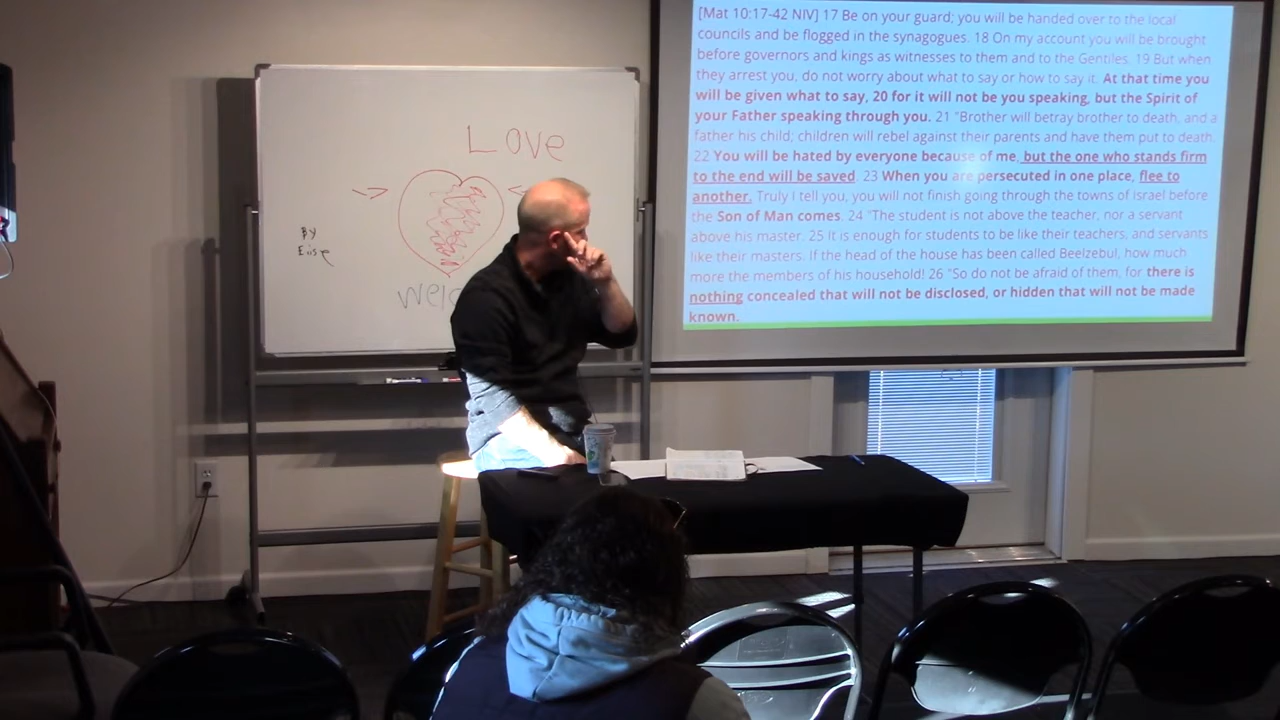 Love
By
Elise
[Mat 10:17-42 NIV] 17 Be on your guard; you will be handed over to the local
councils and be flogged in the synagogues. 18 On my account you will be brought
before governors and kings as witnesses to them and to the Gentiles. 19 But when
they arrest you, do not worry about what to say or how to say it. At that time you
will be given what to say, 20 for it will not be you speaking, but the Spirit of
your Father speaking through you. 21 "Brother will betray brother to death, and a
father his child; children will rebel against their parents and have them put to death.
22 You will be hated by everyone because of me, but the one who stands firm
to the end will be saved. 23 When you are persecuted in one place, flee to
another. Truly I tell you, you will not finish going through the towns of Israel before
the Son of Man comes. 24 "The student is not above the teacher, nor a servant
above his master. 25 It is enough for students to be like their teachers, and servants
like their masters. If the head of the house has been called Beelzebul, how much
more the members of his household! 26 "So do not be afraid of them, for there is
nothing concealed that will not be disclosed, or hidden that will not be made
known.